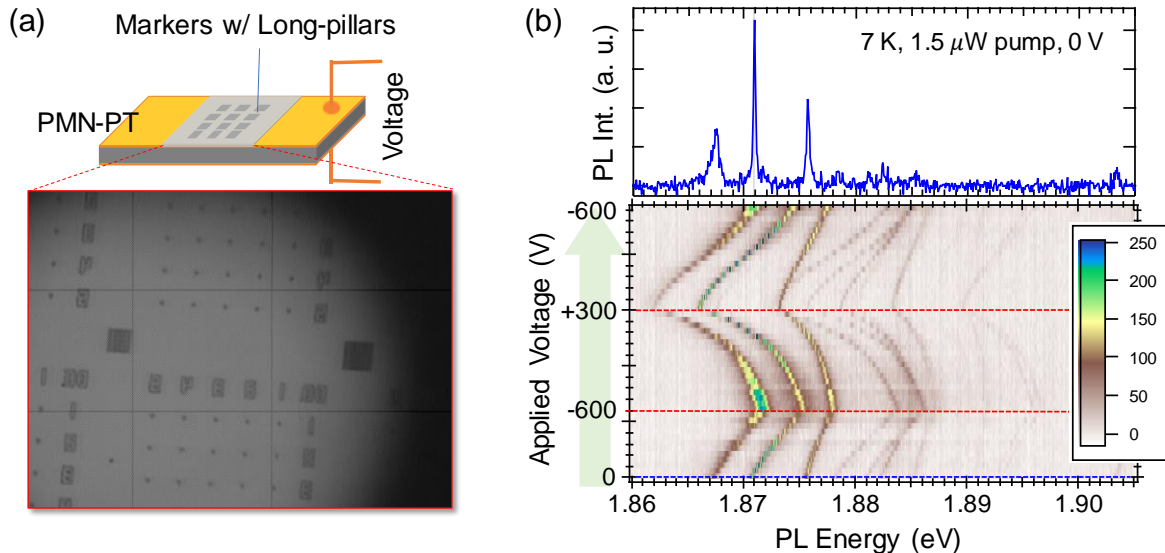 (a)
Markers w/ Long-pillars
PMN-PT
Voltage
(b)
7 K, 1.5 μW pump, 0 V
PL Int. (a. u.)
Applied Voltage (V)
-600
+300
-600
0
250
200
150
100
50
0
1.86 1.87 1.88 1.89 1.90
PL Energy (eV)